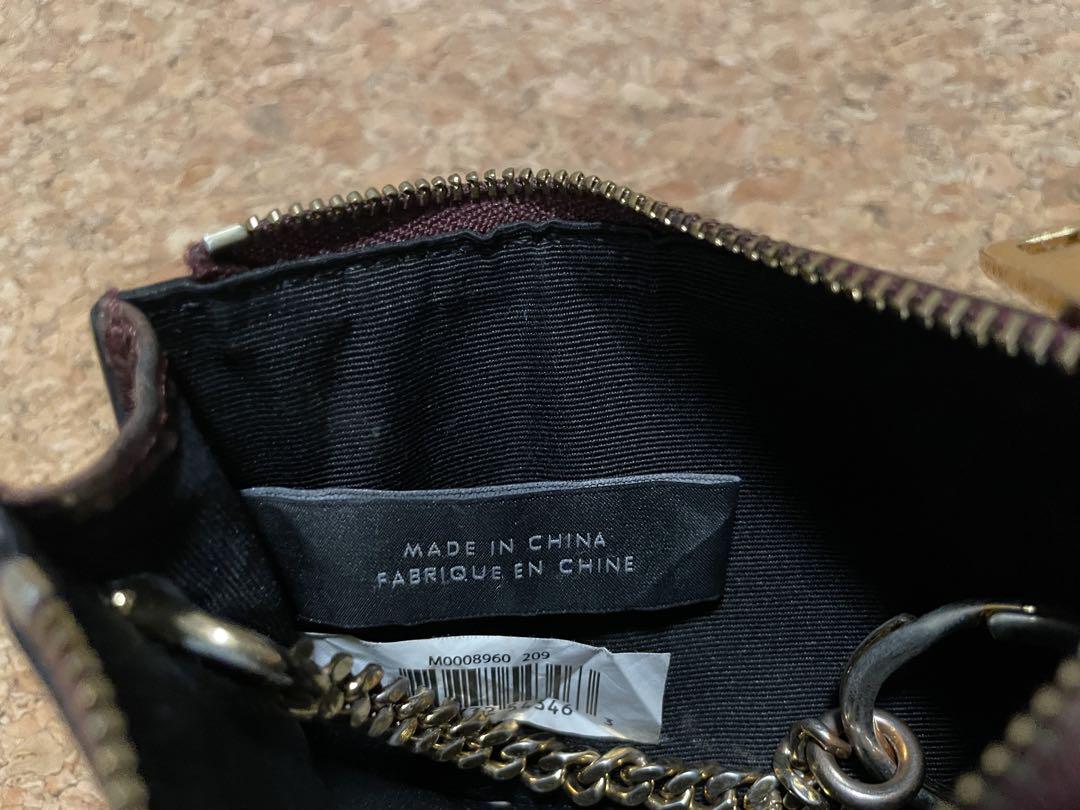 MADE IN CHINA
FABRIQUE EN CHINE
M0008960 209
3